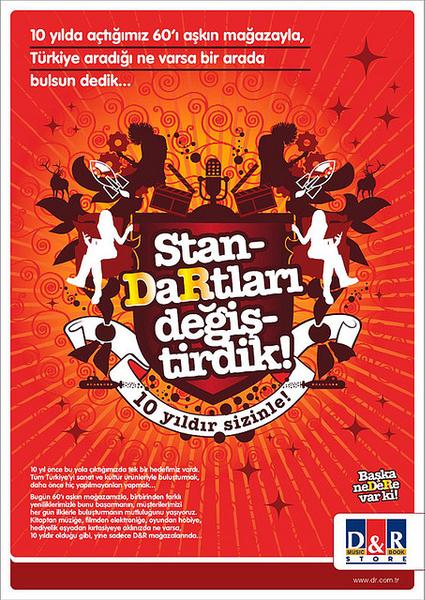 10 yılda açtığımız 60'ı aşkın mağazayla,
Türkiye aradığı ne varsa bir arada
bulsun dedik...
Stan-
DaRtları
değiş-
tirdik!
10 yıldır sizinle!
10 yıl önce bu yola çıktığımızda tek bir hedefimiz vardı.
Tüm Türkiye'yi sanat ve kültür ürünleriyle buluşturmak,
daha önce hiç yapılmayanları yapmak...
Bugün 60'ı aşkın mağazamızla, birbirinden farklı
yeniliklerimizle bunu başarmanın; müşterilerimizi
her gün ilklerle buluşturmanın mutluluğunu yaşıyoruz.
Kitaptan müziğe, filmden elektroniğe, oyundan hobiye,
hediyelik eşyadan kırtasiyeye aklınızda ne varsa,
10 yıldır olduğu gibi, yine sadece D&R mağazalarında...
Başka
neDeRe
var ki!
D&R
MUSIC BOOK
STORE
www.dr.com.tr